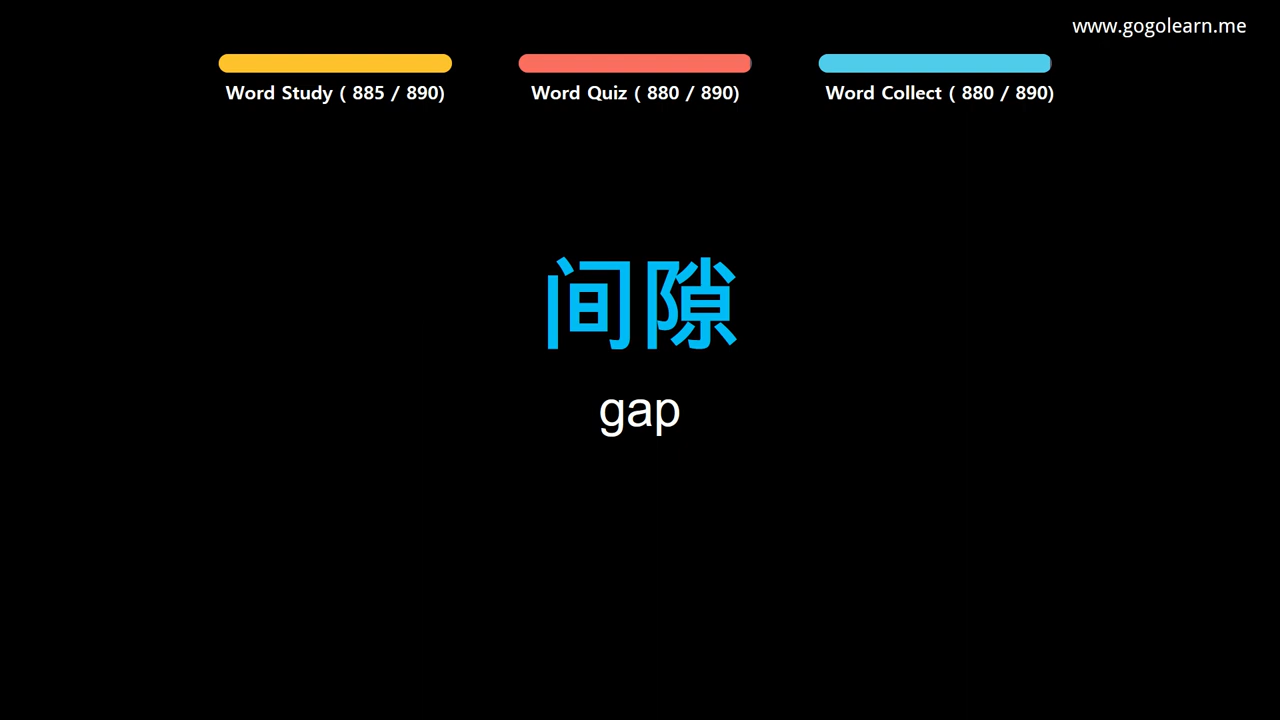 www.gogolearn.me
Word Study ( 885 / 890)
Word Quiz ( 880 / 890)
Word Collect ( 880 / 890)
间隙
gap